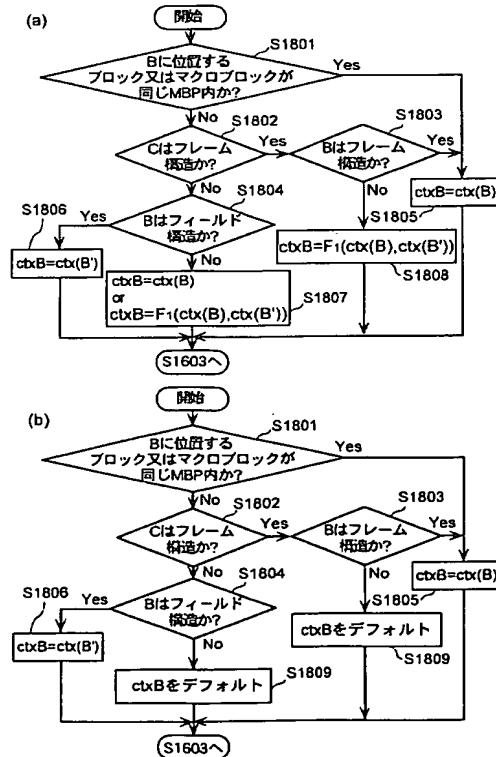 (a)
開始
S1801
Bに位置する
ブロック又はマクロブロックが
同じMBP内か?
Yes
No
S1802
Cはフレーム
構造か?
Yes
S1803
Bはフレーム
構造か?
Yes
No
S1804
No
Bはフィールド
構造か?
Yes
S1806
ctxB=ctx(B')
S1805
ctxB=ctx(B)
ctxB=F1(ctx(B),ctx(B'))
S1808
No
ctxB=ctx(B)
or
ctxB=F1(ctx(B),ctx(B'))
S1807
S1603へ
(b)
開始
S1801
Bに位置する
ブロック又はマクロブロックが
同じMBP内か?
Yes
No
S1802
Cはフレーム
構造か?
Yes
S1803
Bはフレーム
構造か?
Yes
No
S1804
No
Bはフィールド
構造か?
Yes
S1806
ctxB=ctx(B')
S1805
ctxB=ctx(B)
ctxBをデフォルト
S1809
No
ctxBをデフォルト
S1809
S1603へ